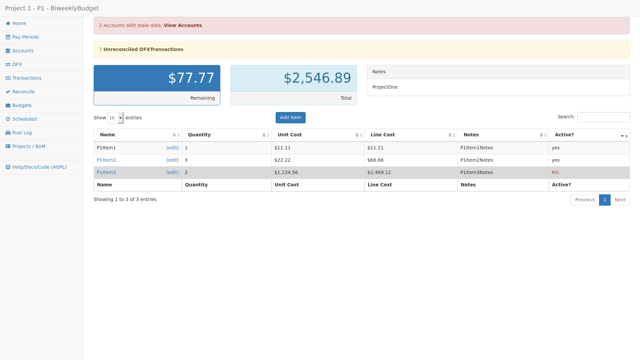 Project 1 - P1 - BiweeklyBudget
Home
Pay Periods
Accounts
OFX
Transactions
Reconcile
Budgets
Scheduled
Fuel Log
Projects / BoM
Help/Docs/Code (AGPL)
2 Accounts with stale data. View Accounts.
7 Unreconciled OFXTransactions.
$77.77
Remaining
$2,546.89
Total
Notes
ProjectOne
Show 10 entries
Add Item
Search:
Name Quantity Unit Cost Line Cost Notes Active?
P1Item1 (edit) 1 $11.11 $11.11 P1Item1Notes yes
P1Item2 (edit) 3 $22.22 $66.66 P1Item2Notes yes
P1Item3 (edit) 2 $1,234.56 $2,469.12 P1Item3Notes NO
Name Quantity Unit Cost Line Cost Notes Active?
Showing 1 to 3 of 3 entries
Previous 1 Next